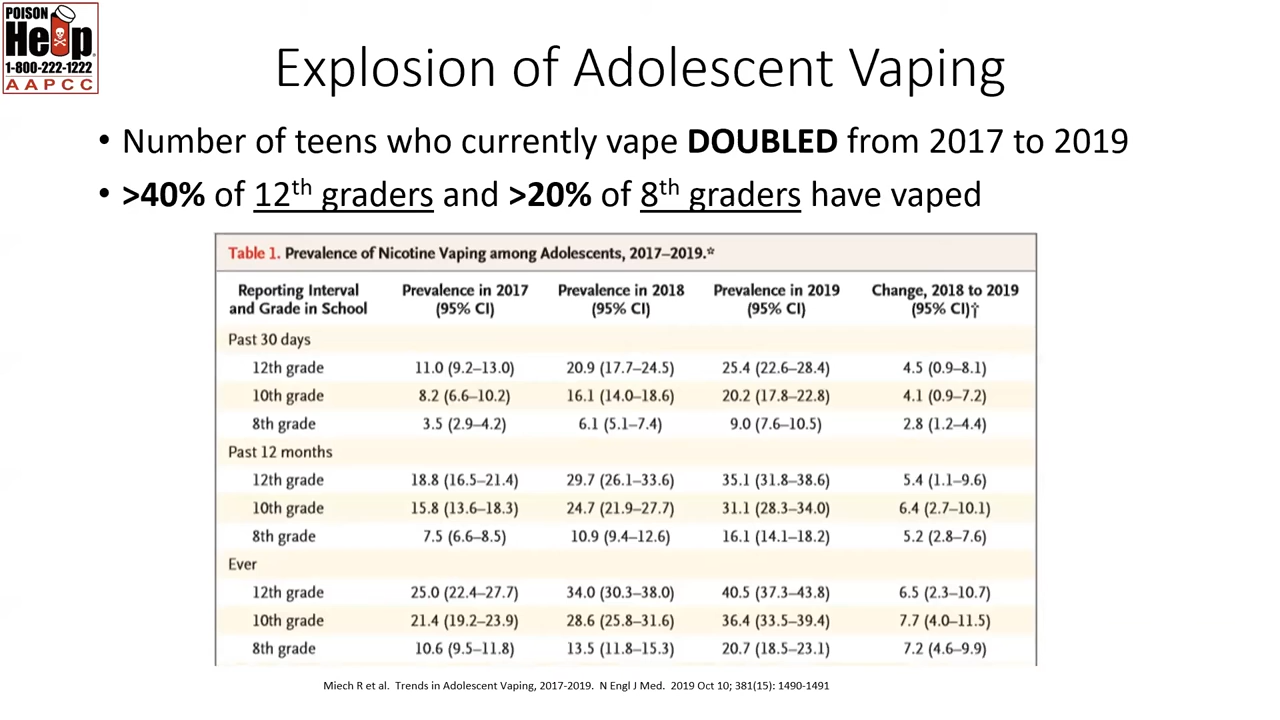 POISON
Help
1-800-222-1222
AAPCC
Explosion of Adolescent Vaping
• Number of teens who currently vape DOUBLED from 2017 to 2019
• >40% of 12th graders and >20% of 8th graders have vaped
Table 1. Prevalence of Nicotine Vaping among Adolescents, 2017–2019.*
Reporting Interval and Grade in School Prevalence in 2017 (95% CI) Prevalence in 2018 (95% CI) Prevalence in 2019 (95% CI) Change, 2018 to 2019 (95% CI)†
Past 30 days
12th grade 11.0 (9.2–13.0) 20.9 (17.7–24.5) 25.4 (22.6–28.4) 4.5 (0.9–8.1)
10th grade 8.2 (6.6–10.2) 16.1 (14.0–18.6) 20.2 (17.8–22.8) 4.1 (0.9–7.2)
8th grade 3.5 (2.9–4.2) 6.1 (5.1–7.4) 9.0 (7.6–10.5) 2.8 (1.2–4.4)
Past 12 months
12th grade 18.8 (16.5–21.4) 29.7 (26.1–33.6) 35.1 (31.8–38.6) 5.4 (1.1–9.6)
10th grade 15.8 (13.6–18.3) 24.7 (21.9–27.7) 31.1 (28.3–34.0) 6.4 (2.7–10.1)
8th grade 7.5 (6.6–8.5) 10.9 (9.4–12.6) 16.1 (14.1–18.2) 5.2 (2.8–7.6)
Ever
12th grade 25.0 (22.4–27.7) 34.0 (30.3–38.0) 40.5 (37.3–43.8) 6.5 (2.3–10.7)
10th grade 21.4 (19.2–23.9) 28.6 (25.8–31.6) 36.4 (33.5–39.4) 7.7 (4.0–11.5)
8th grade 10.6 (9.5–11.8) 13.5 (11.8–15.3) 20.7 (18.5–23.1) 7.2 (4.6–9.9)
Miech R et al. Trends in Adolescent Vaping, 2017-2019. N Engl J Med. 2019 Oct 10; 381(15): 1490-1491